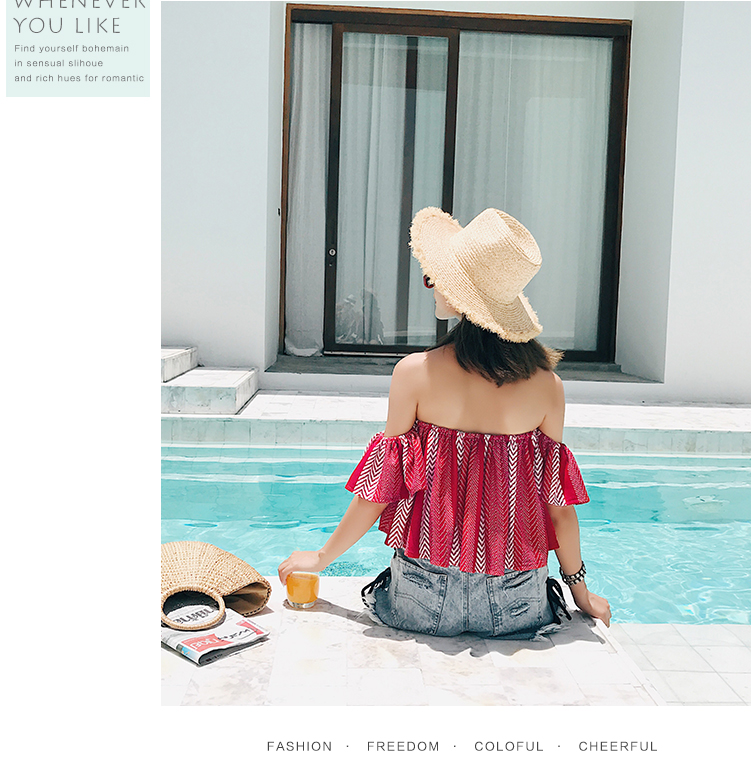 WHENEVER
YOU LIKE
Find yourself bohemain
in sensual slihoue
and rich hues for romantic
FASHION · FREEDOM · COLOFUL · CHEERFUL